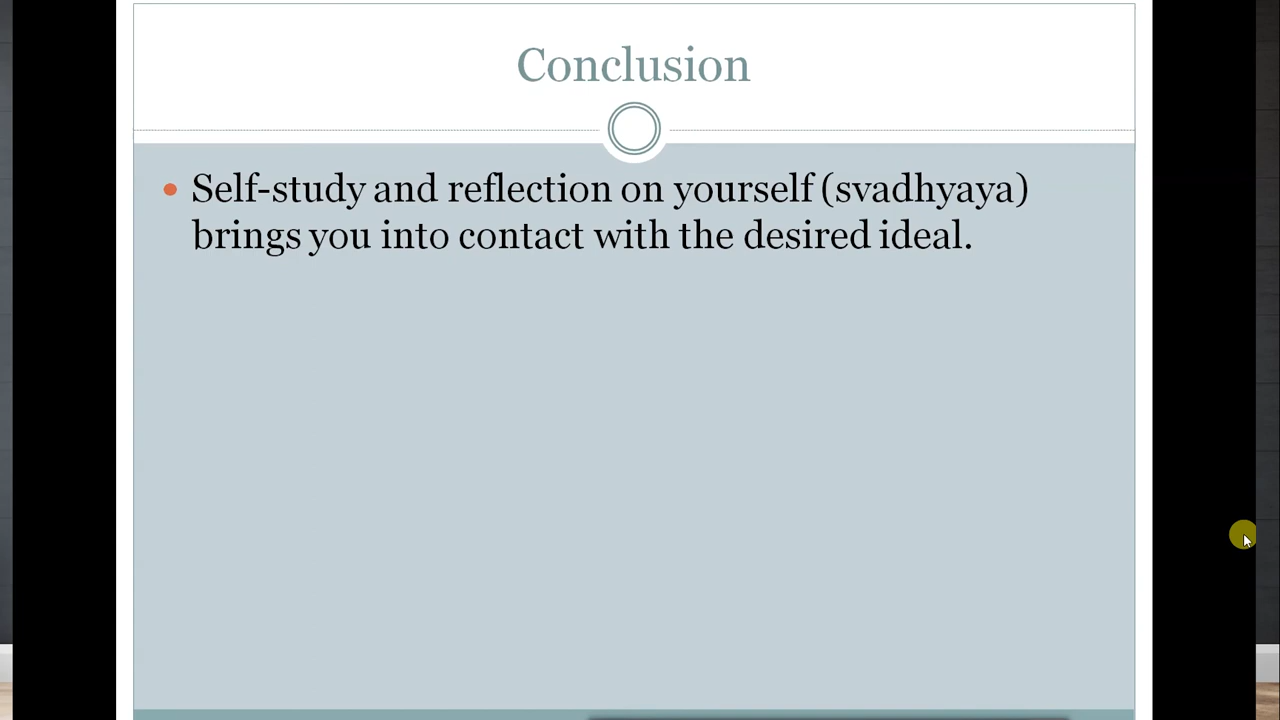 Conclusion
Self-study and reflection on yourself (svadhyaya)
brings you into contact with the desired ideal.